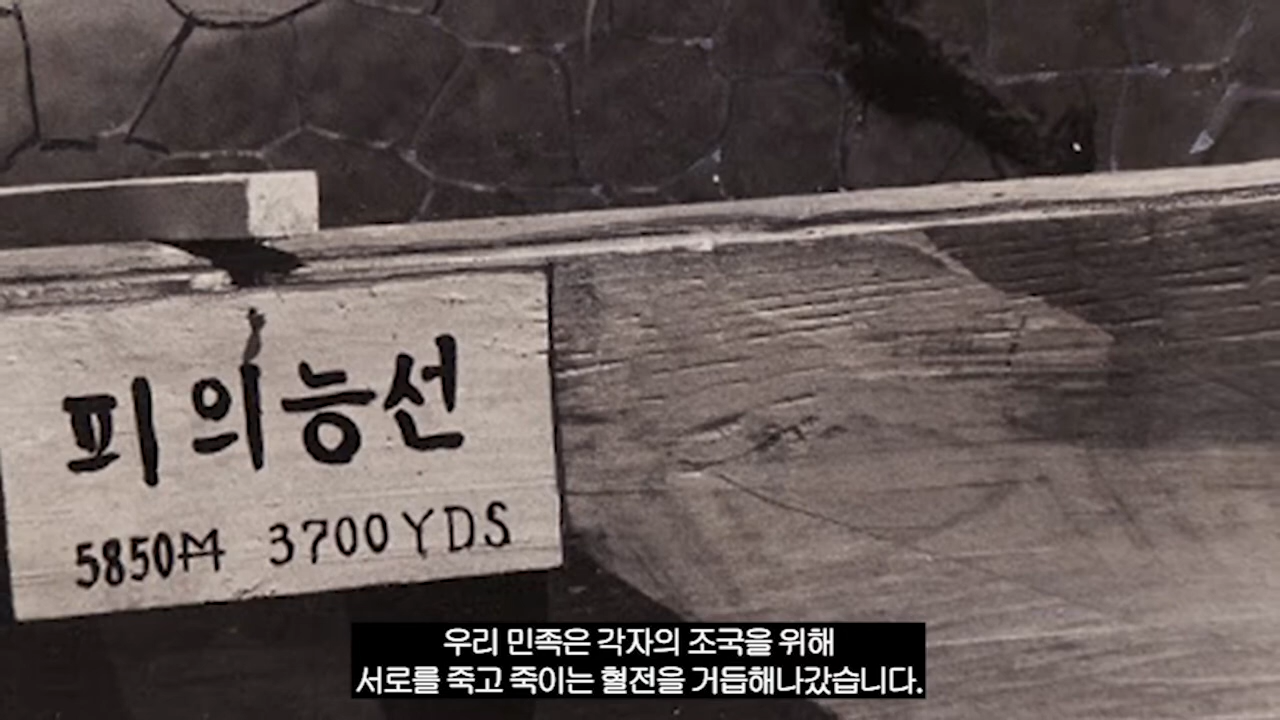 피의능선
5850M 3700YDS
우리 민족은 각자의 조국을 위해
서로를 죽고 죽이는 혈전을 거듭해나갔습니다.